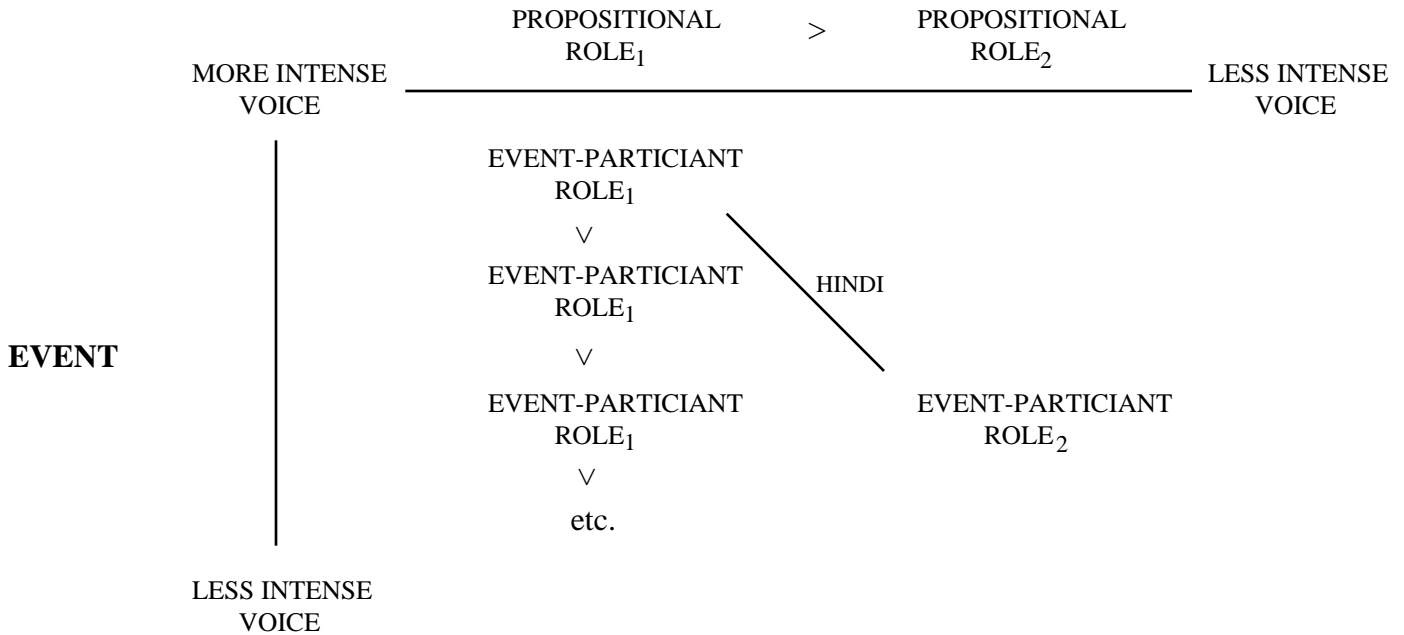 PROPOSITIONAL ROLE1 > PROPOSITIONAL ROLE2
MORE INTENSE VOICE
LESS INTENSE VOICE
EVENT-PARTICIANT
ROLE1
>
EVENT-PARTICIANT
ROLE1
HINDI
EVENT
>
EVENT-PARTICIANT
ROLE1
EVENT-PARTICIANT
ROLE2
>
etc.
LESS INTENSE
VOICE